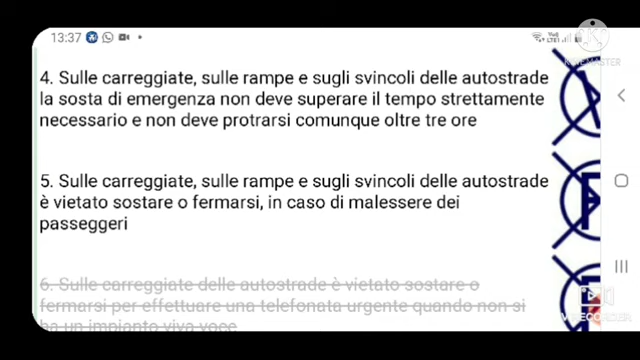 13:37
KINEMASTER
4. Sulle carreggiate, sulle rampe e sugli svincoli delle autostrade
la sosta di emergenza non deve superare il tempo strettamente
necessario e non deve protrarsi comunque oltre tre ore
5. Sulle carreggiate, sulle rampe e sugli svincoli delle autostrade
è vietato sostare o fermarsi, in caso di malessere dei
passeggeri
6. Sulle carreggiate delle autostrade è vietato sostare o
fermarsi per effettuare una telefonata urgente quando non si
ha un impianto viva voce